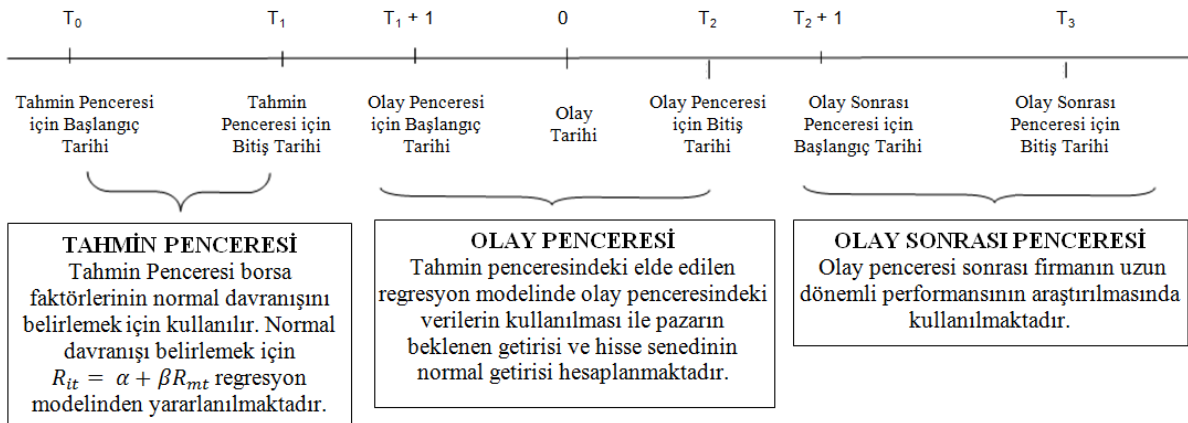 T0 T1 T1 + 1 0 T2 T2 + 1 T3
Tahmin Penceresi
için Başlangıç
Tarihi
Tahmin
Penceresi için
Bitiş Tarihi
Olay Penceresi
için Başlangıç
Tarihi
Olay
Tarihi
Olay Penceresi
için Bitiş
Tarihi
Olay Sonrası
Penceresi için
Başlangıç Tarihi
Olay Sonrası
Penceresi için
Bitiş Tarihi
TAHMİN PENCERESİ
Tahmin Penceresi borsa
faktörlerinin normal davranışını
belirlemek için kullanılır. Normal
davranışı belirlemek için
R_it = α + βR_mt regresyon
modelinden yararlanılmaktadır.
OLAY PENCERESİ
Tahmin penceresindeki elde edilen
regresyon modelinde olay penceresindeki
verilerin kullanılması ile pazarın
beklenen getirisi ve hisse senedinin
normal getirisi hesaplanmaktadır.
OLAY SONRASI PENCERESİ
Olay penceresi sonrası firmanın uzun
dönemli performansının araştırılmasında
kullanılmaktadır.